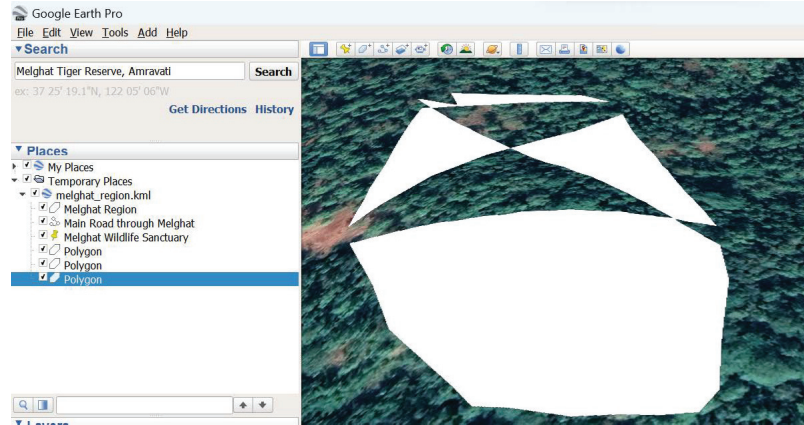 Google Earth Pro
File Edit View Tools Add Help
Search
Melghat Tiger Reserve, Amravati Search
ex: 37 25' 19.1"N, 122 05' 06"W
Get Directions History
Places
My Places
Temporary Places
melghat_region.kml
Melghat Region
Main Road through Melghat
Melghat Wildlife Sanctuary
Polygon
Polygon
Polygon
Layers